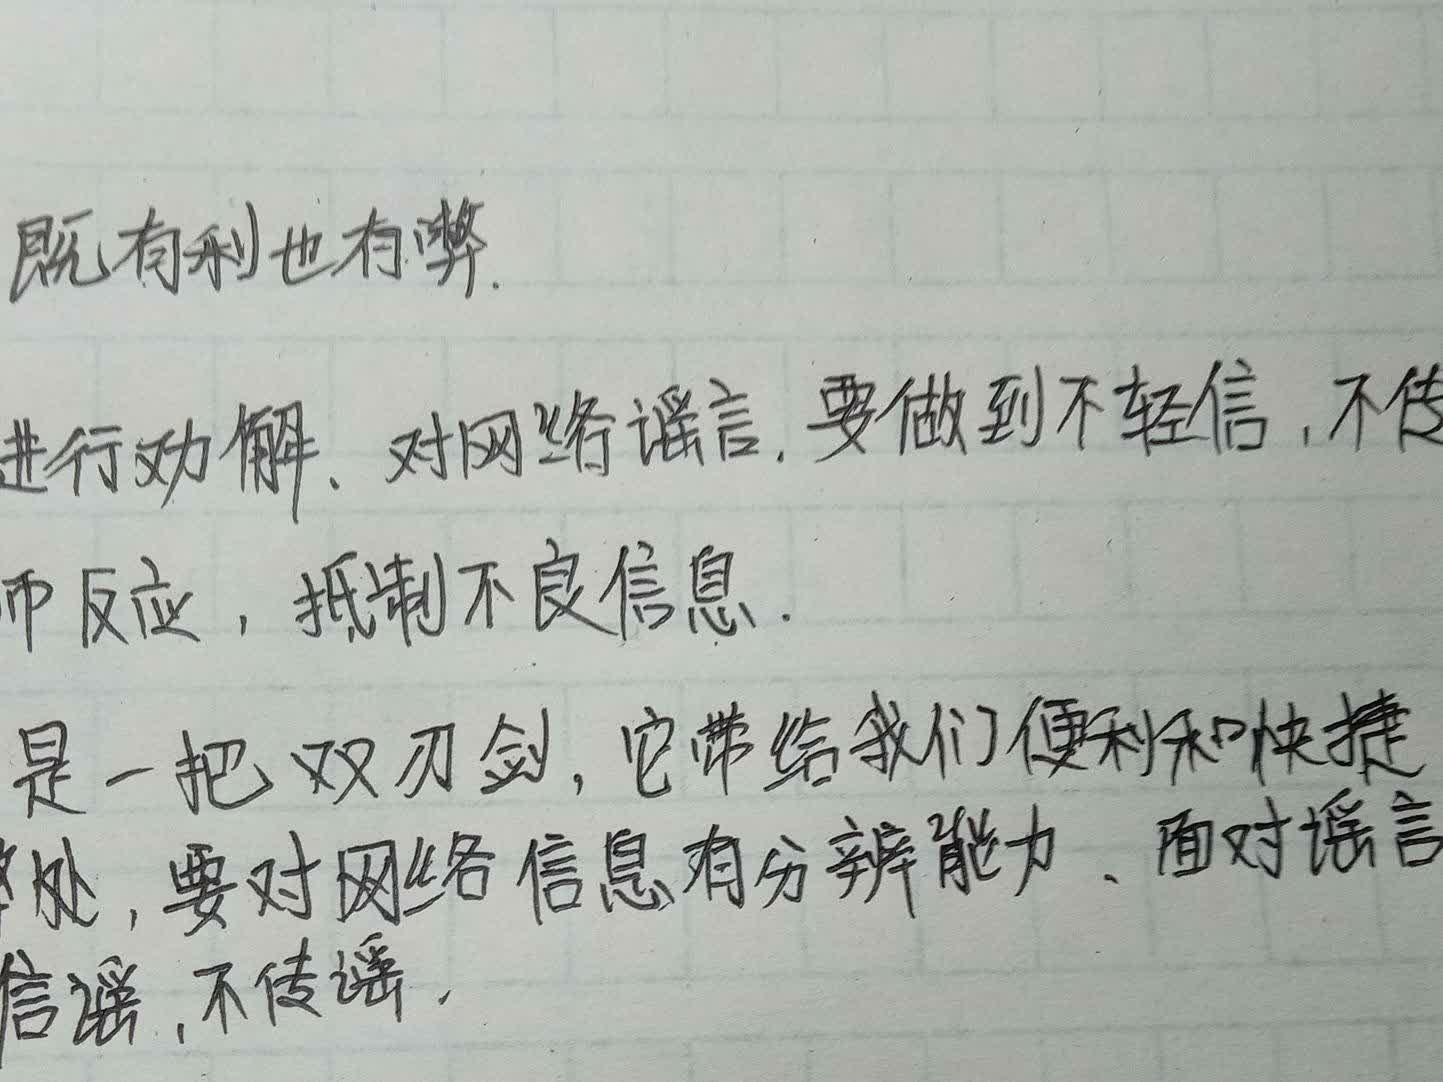 既有利也有弊.
进行劝解、对网络谣言,要做到不轻信,不传
师反应,抵制不良信息.
是一把双刃剑,它带给我们便利和快捷
处,要对网络信息有分辨能力、面对谣言
信谣,不传谣.